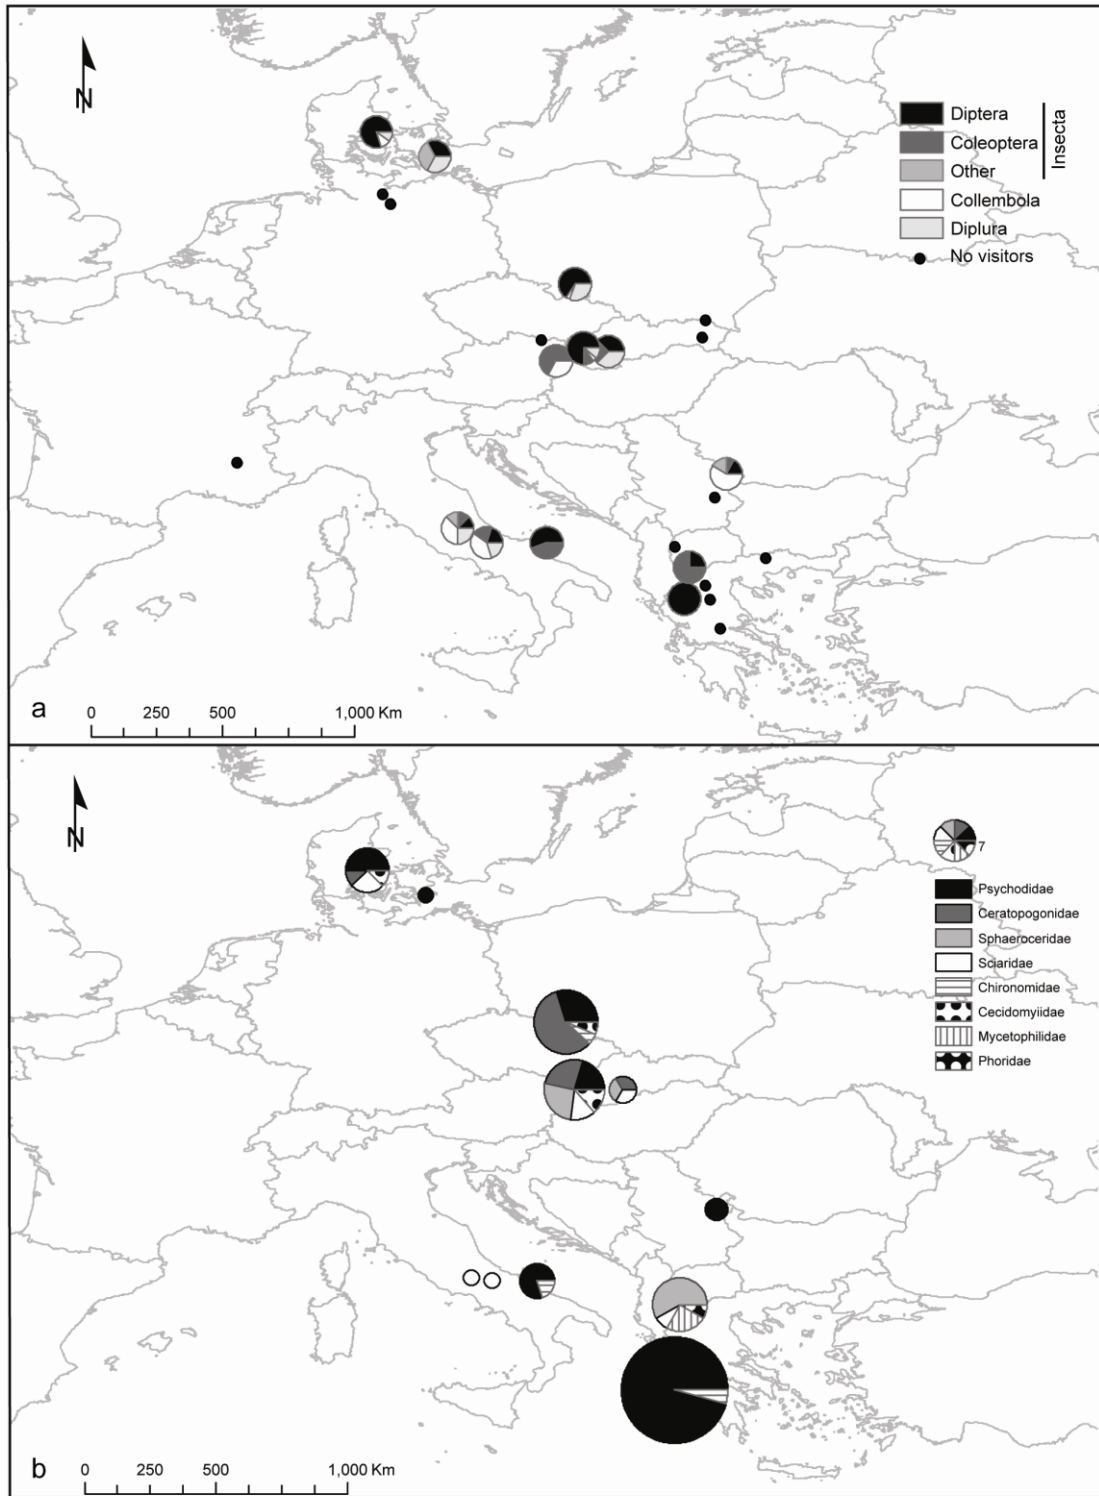 N
Diptera
Coleoptera
Other
Insecta
Collembola
Diplura
No visitors
a
0 250 500 1,000 Km
N
7
Psychodidae
Ceratopogonidae
Sphaeroceridae
Sciaridae
Chironomidae
Cecidomyiidae
Mycetophilidae
Phoridae
b
0 250 500 1,000 Km